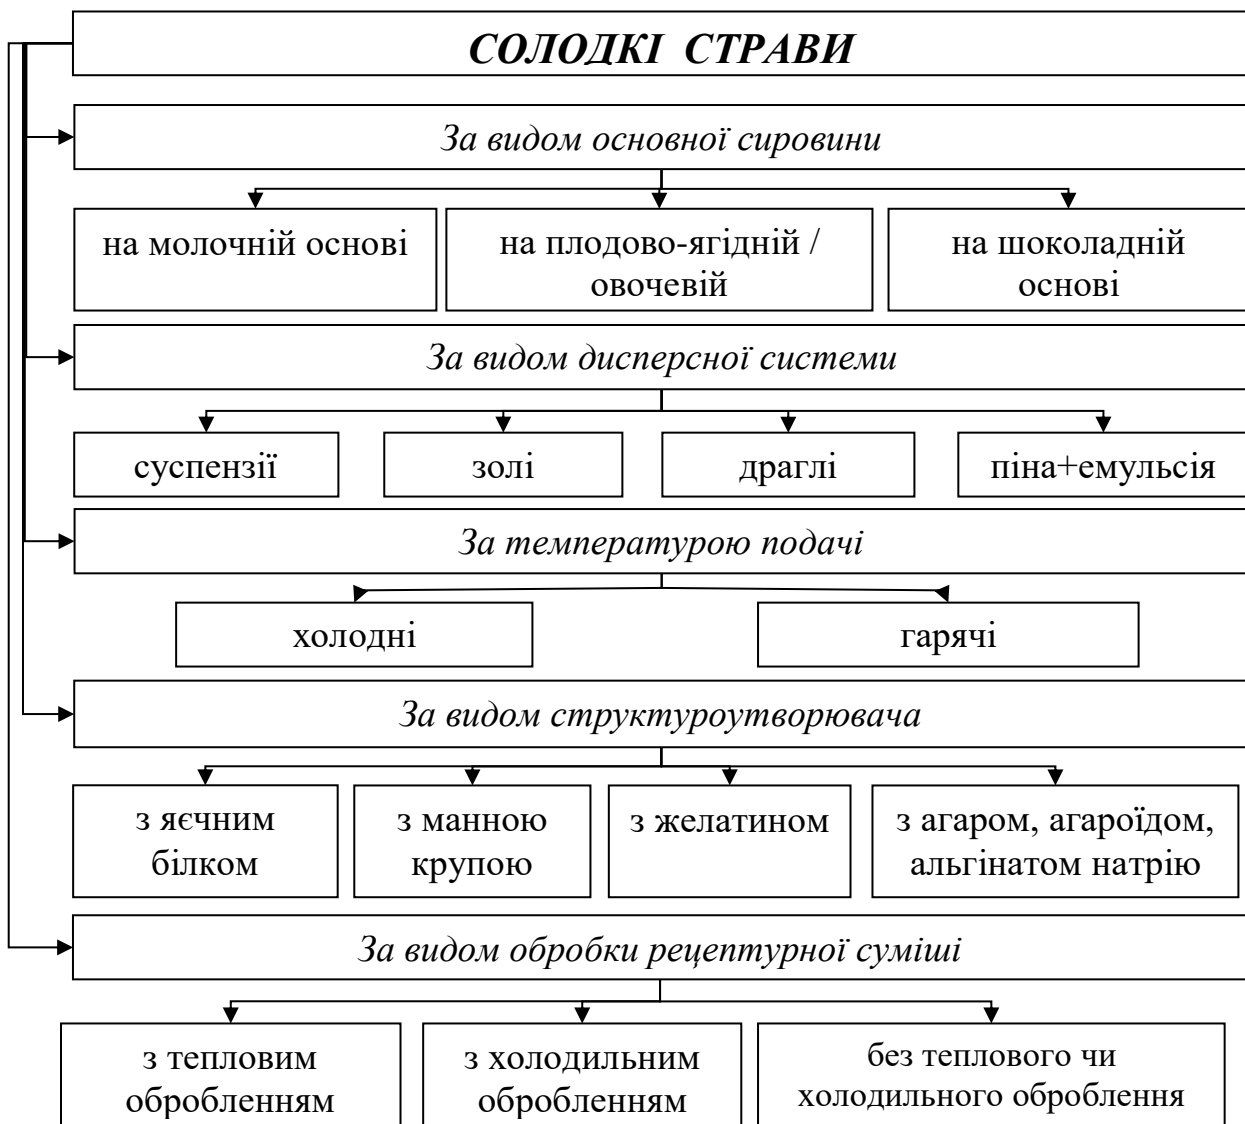 СОЛОДКІ СТРАВИ
За видом основної сировини
на молочній основі
на плодово-ягідній /
овочевій
на шоколадній
основі
За видом дисперсної системи
суспензії
золі
драглі
піна+емульсія
За температурою подачі
холодні
гарячі
За видом структуроутворювача
з яєчним
білком
з манною
крупою
з желатином
з агаром, агароїдом,
альгінатом натрію
За видом обробки рецептурної суміші
з тепловим
обробленням
з холодильним
обробленням
без теплового чи
холодильного оброблення